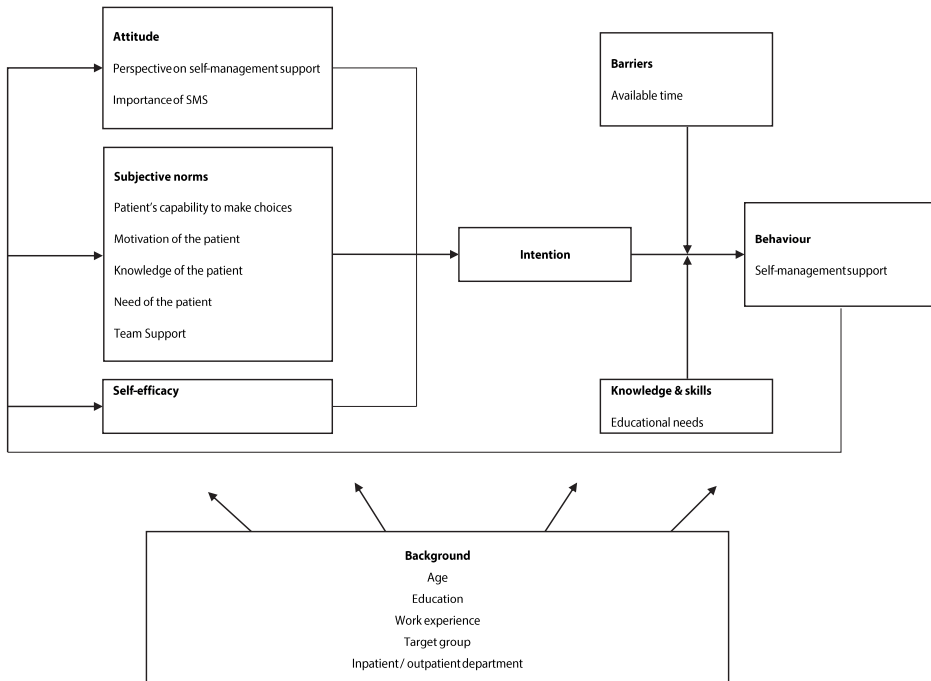 Attitude
Perspective on self-management support
Importance of SMS
Subjective norms
Patient's capability to make choices
Motivation of the patient
Knowledge of the patient
Need of the patient
Team Support
Self-efficacy
Intention
Barriers
Available time
Knowledge & skills
Educational needs
Behaviour
Self-management support
Background
Age
Education
Work experience
Target group
Inpatient / outpatient department